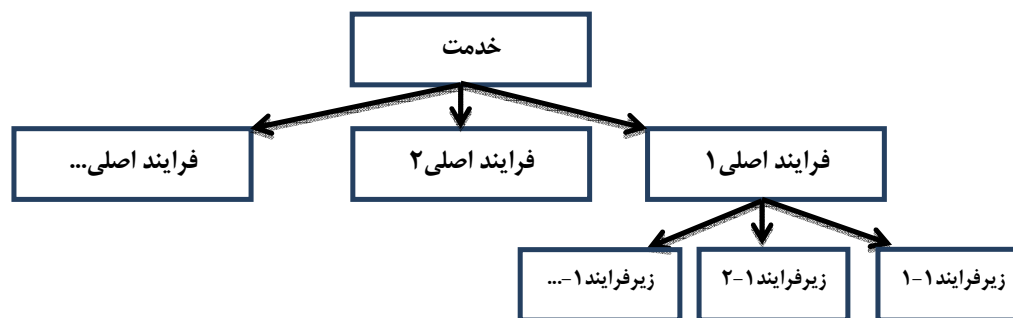 خدمت
فرایند اصلی۱
فرایند اصلی۲
فرایند اصلی...
زیرفرایند۱-۱
زیرفرایند۱-۲
زیرفرایند۱-...